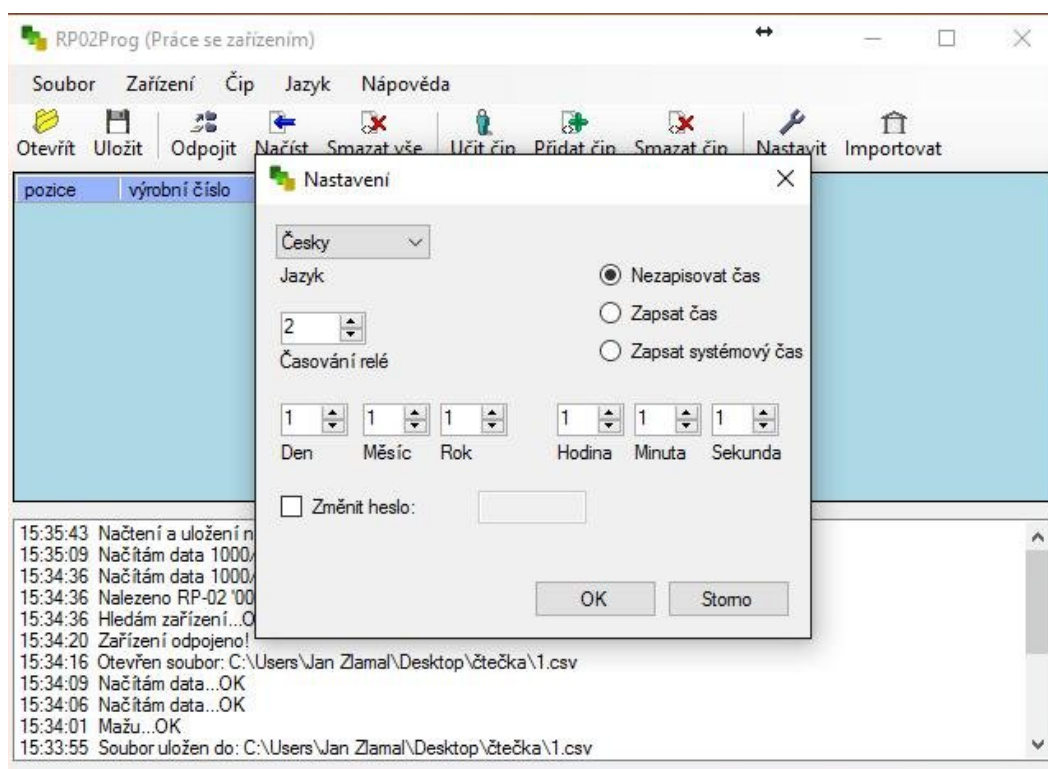 RP02Prog (Práce se zařízením)
Soubor Zařízení Čip Jazyk Nápověda
Otevřít Uložit Odpojit Načíst Smazat vše Učit čip Přidat čip Smazat čip Nastavit Importovat
pozice výrobní číslo
Nastavení
Česky
Jazyk
Nezapisovat čas
Zapsat čas
2
Časování relé
Zapsat systémový čas
1 1 1 1 1 1
Den Měsíc Rok Hodina Minuta Sekunda
Změnit heslo:
OK Storno
15:35:43 Načtení a uložení n
15:35:09 Načítám data 1000/
15:34:36 Načítám data 1000/
15:34:36 Nalezeno RP-02 '00
15:34:36 Hledám zařízení...O
15:34:20 Zařízení odpojeno!
15:34:16 Otevřen soubor: C:\Users\Jan Zlamal\Desktop\čtečka\1.csv
15:34:09 Načítám data...OK
15:34:06 Načítám data...OK
15:34:01 Mažu...OK
15:33:55 Soubor uložen do: C:\Users\Jan Zlamal\Desktop\čtečka\1.csv